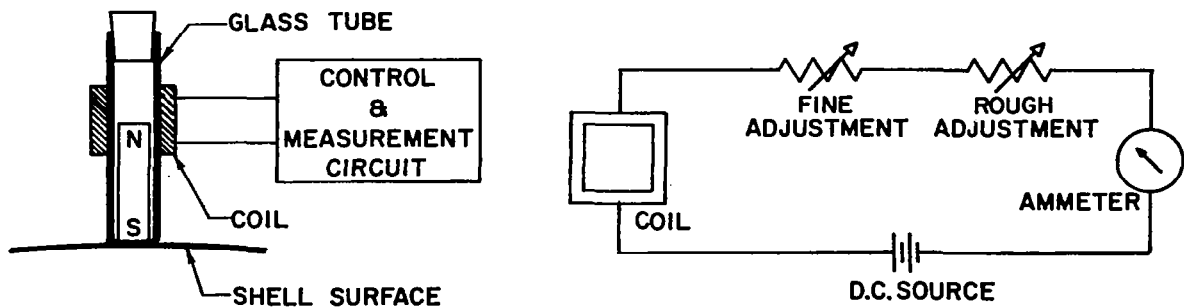 GLASS TUBE
CONTROL
&
MEASUREMENT
CIRCUIT
N
S
COIL
SHELL SURFACE
FINE
ADJUSTMENT
ROUGH
ADJUSTMENT
COIL
AMMETER
D.C. SOURCE